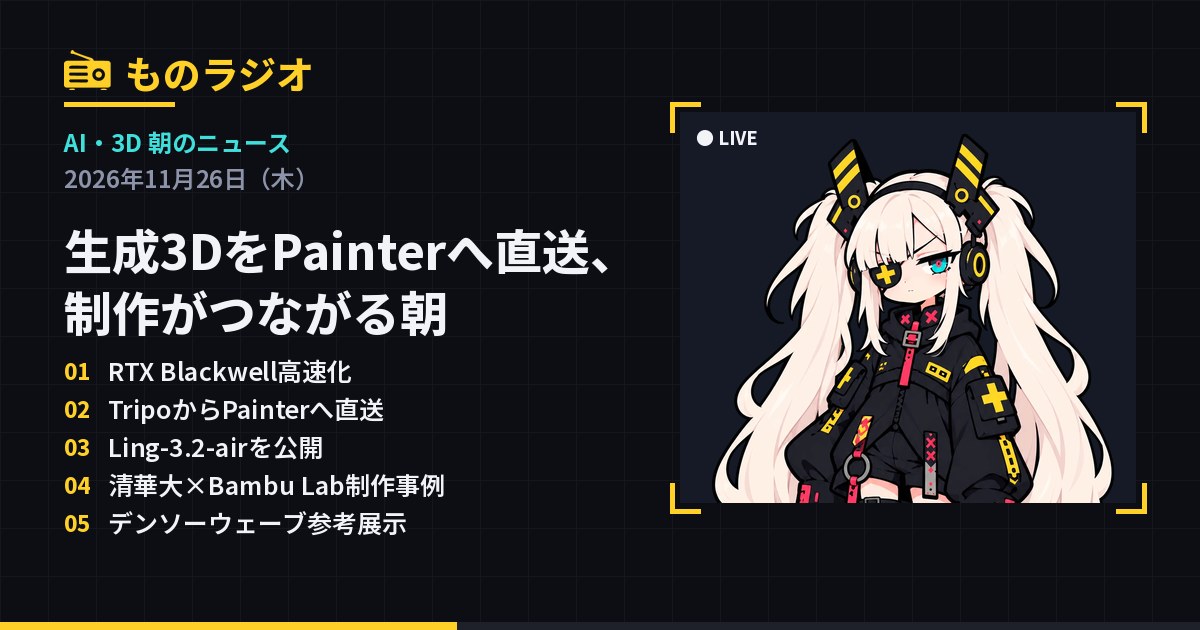 ものラジオ
AI・3D 朝のニュース
2026年11月26日（木）
生成3DをPainterへ直送、
制作がつながる朝
01 RTX Blackwell高速化
02 TripoからPainterへ直送
03 Ling-3.2-airを公開
04 清華大×Bambu Lab制作事例
05 デンソーウェーブ参考展示
LIVE